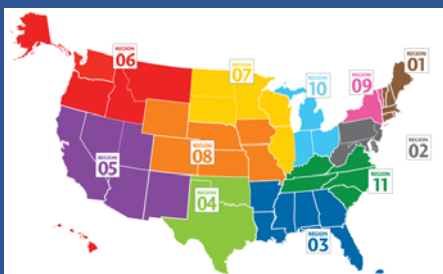 REGION
06
REGION
07
REGION
10
REGION
09
REGION
01
REGION
02
REGION
05
REGION
08
REGION
04
REGION
11
REGION
03